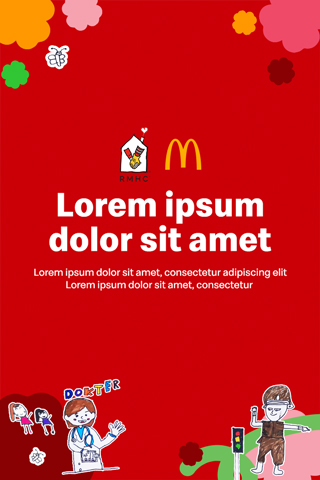 RMHC
Lorem ipsum
dolor sit amet
Lorem ipsum dolor sit amet, consectetur adipiscing elit
Lorem ipsum dolor sit amet, consectetur
DOKTER